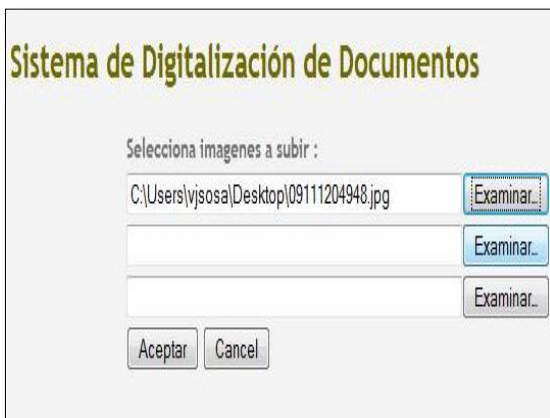 Sistema de Digitalización de Documentos
Selecciona imagenes a subir :
C:\Users\vjsosa\Desktop\09111204948.jpg Examinar...
Examinar...
Examinar...
Aceptar Cancel